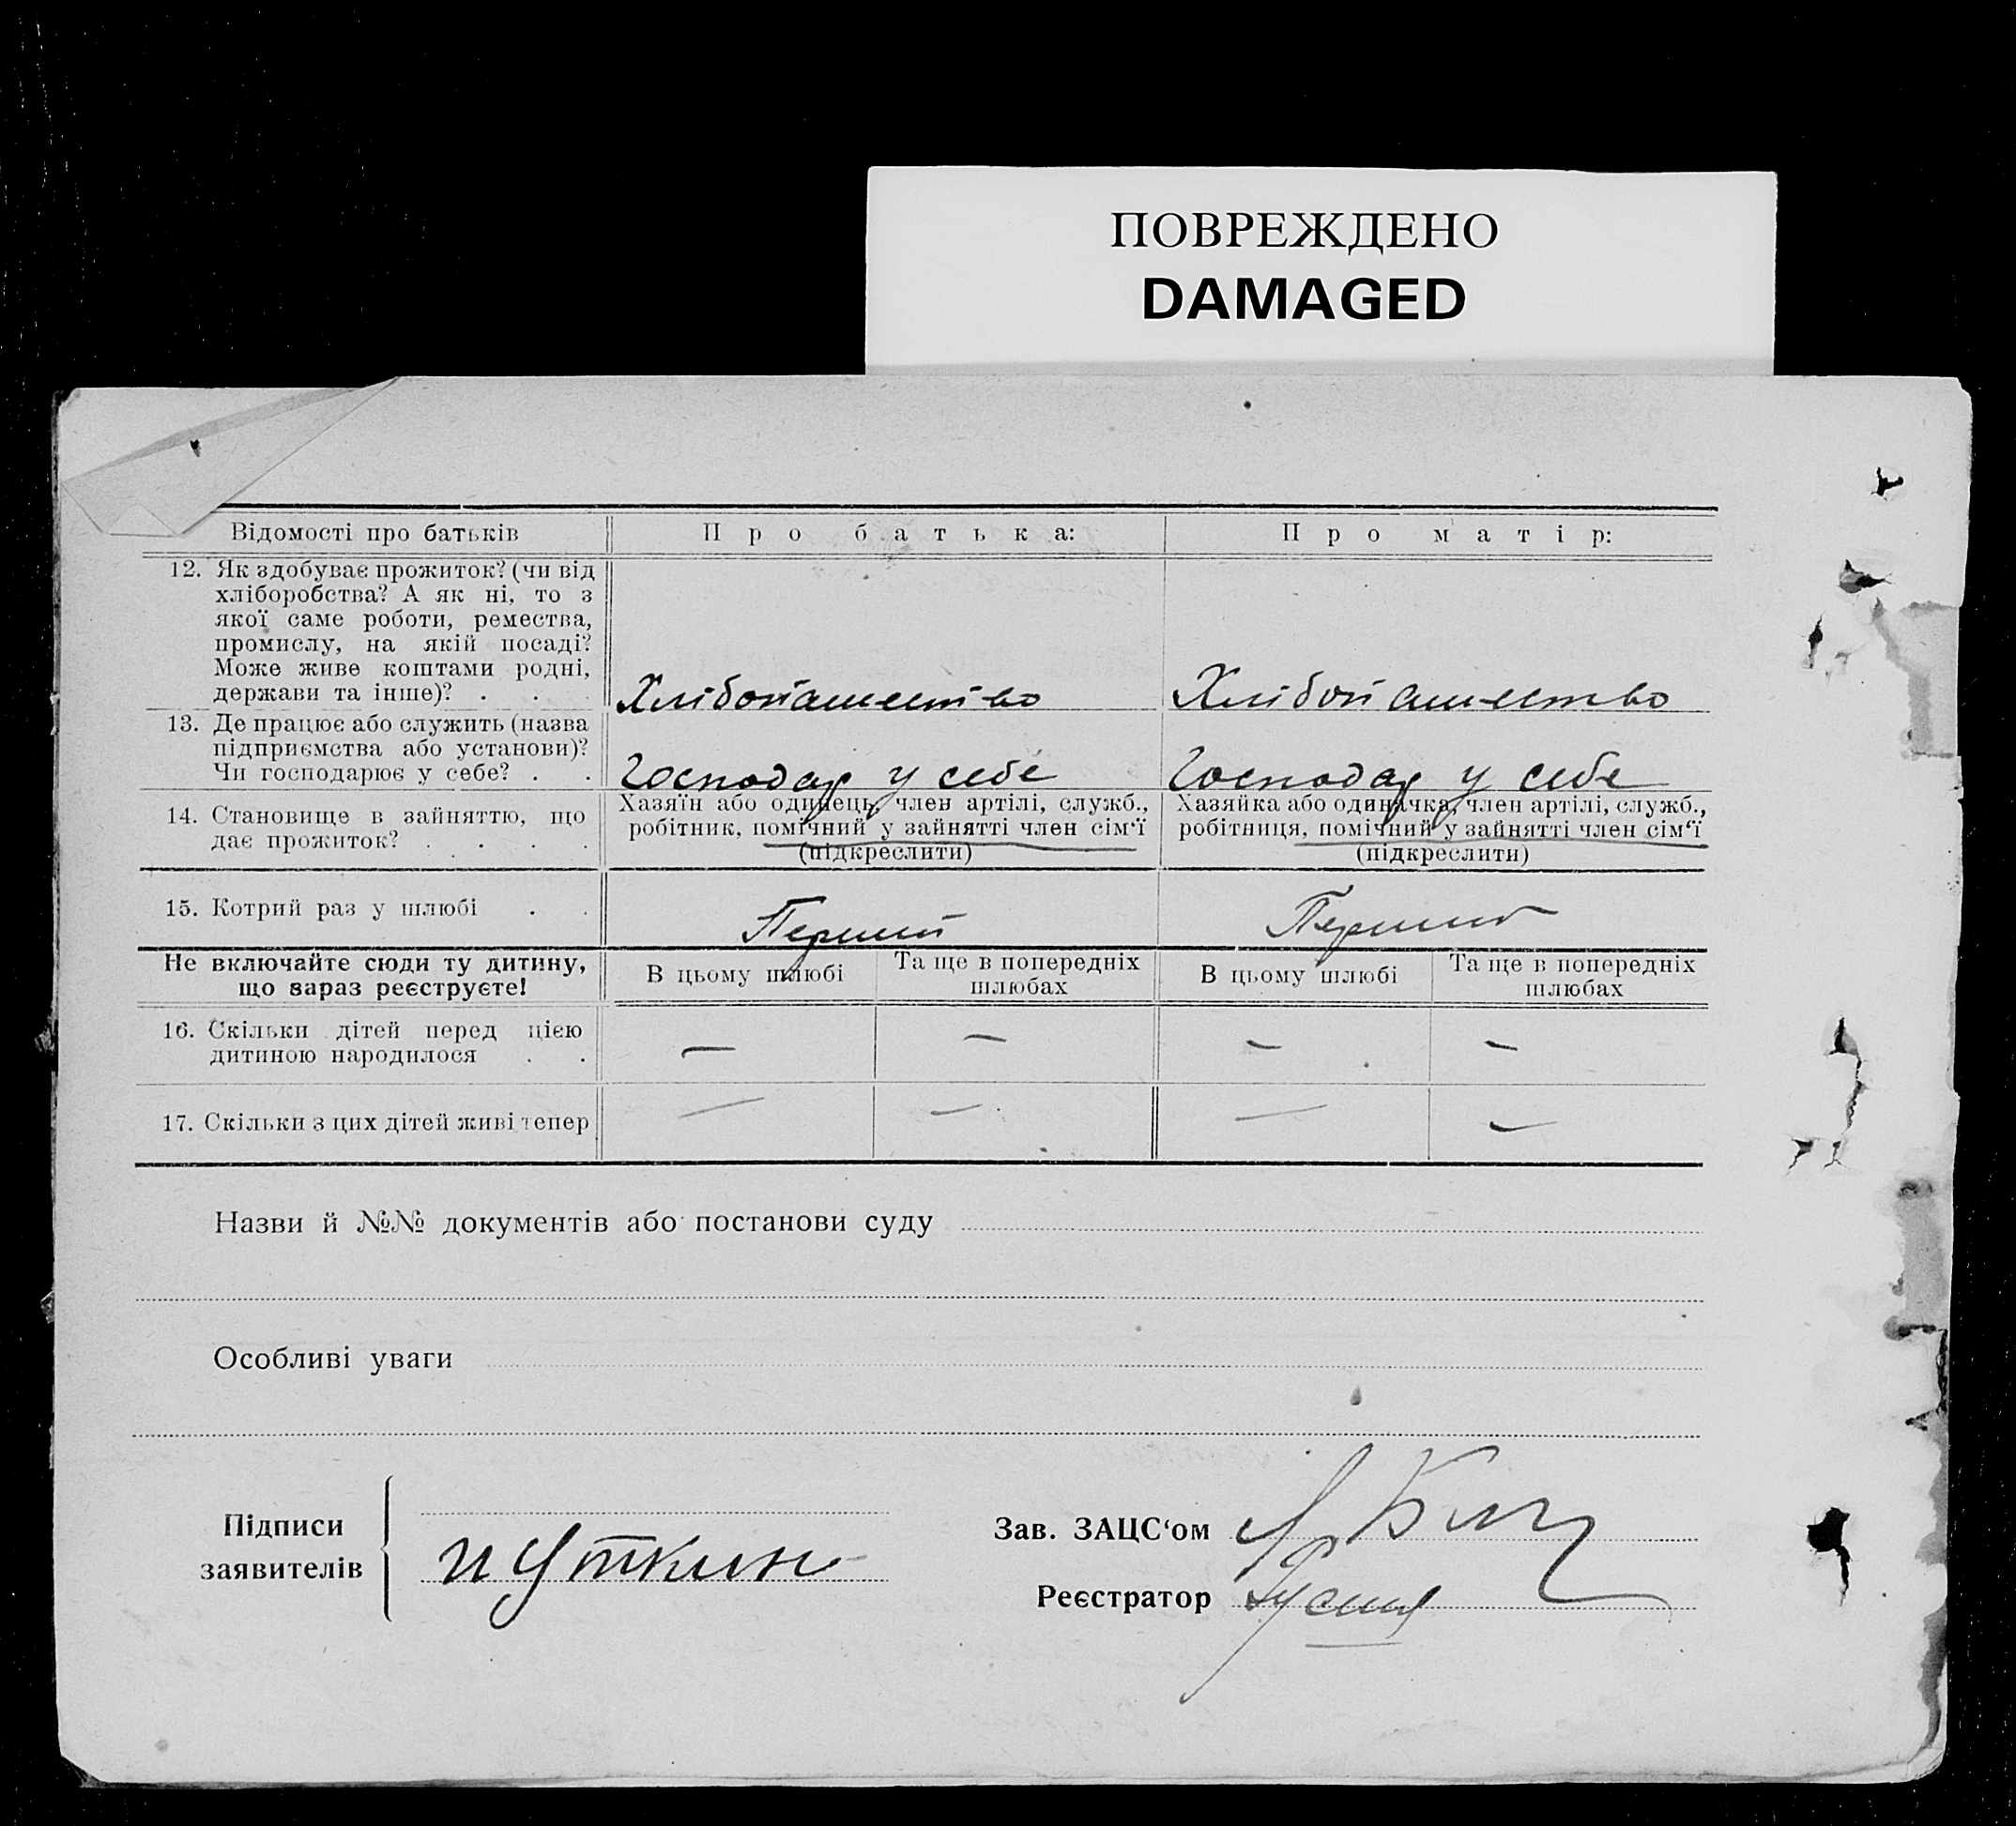 ПОВРЕЖДЕНО
DAMAGED
Відомості про батьків
Про батька:
Про матір:
12. Як здобуває прожиток? (чи від
хліборобства? А як ні, то з
якої саме роботи, ремества,
промислу, на якій посаді?
Може живе коштами родні,
держави та інше)? . . .
Хлібопашество
Хлібопашество
13. Де працює або служить (назва
підприємства або установи)?
Чи господарює у себе? . .
Господар у себе
Господар у себе
14. Становище в зайняттю, що
дає прожиток? . . . .
Хазяїн або одинець, член артілі, служб.,
робітник, помічний у зайнятті член сім‘ї
(підкреслити)
Хазяйка або одиначка, член артілі, служб.,
робітниця, помічний у зайнятті член сім‘ї
(підкреслити)
15. Котрий раз у шлюбі . .
Перший
Перший
Не включайте сюди ту дитину,
що зараз реєструєте!
В цьому шлюбі
Та ще в попередніх
шлюбах
В цьому шлюбі
Та ще в попередніх
шлюбах
16. Скільки дітей перед цією
дитиною народилося . .
— — — —
17. Скільки з цих дітей живі тепер
— — — —
Назви й №№ документів або постанови суду
Особливі уваги
Підписи
заявителів
и Уткин
Зав. ЗАЦС‘ом
Реєстратор